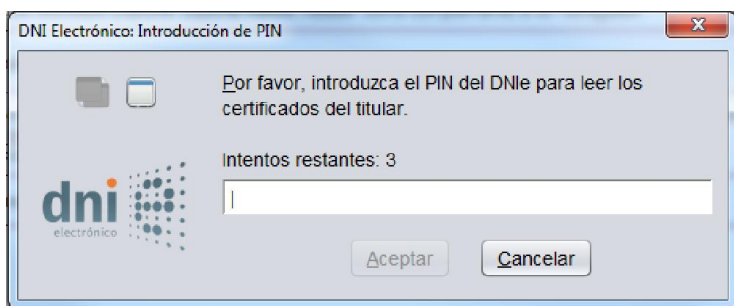 DNI Electrónico: Introducción de PIN
Por favor, introduzca el PIN del DNIe para leer los
certificados del titular.
Intentos restantes: 3
dni
electrónico
Aceptar
Cancelar